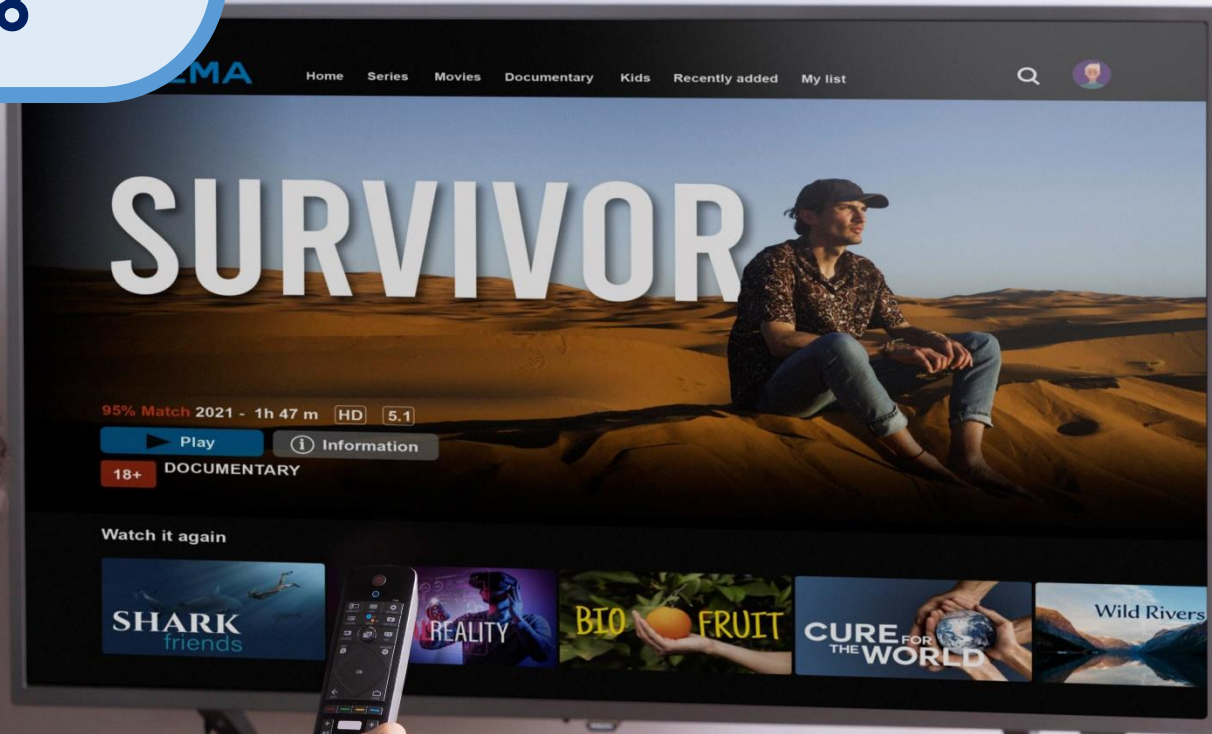 Home Series Movies Documentary Kids Recently added My list
SURVIVOR
95% Match 2021 - 1h 47 m HD 5.1
Play Information
18+ DOCUMENTARY
Watch it again
SHARK
friends
REALITY
BIO FRUIT
CURE FOR
THE WORLD
Wild Rivers